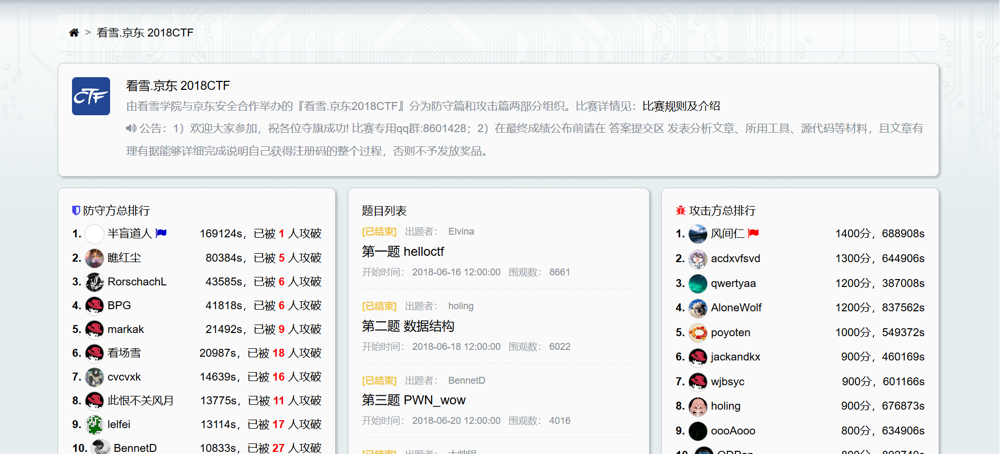 > 看雪.京东 2018CTF
CTF
看雪.京东 2018CTF
由看雪学院与京东安全合作举办的『看雪.京东2018CTF』分为防守篇和攻击篇两部分组织。比赛详情见：比赛规则及介绍
公告：1）欢迎大家参加，祝各位夺旗成功! 比赛专用qq群:8601428；2）在最终成绩公布前请在 答案提交区 发表分析文章、所用工具、源代码等材料，且文章有
理有据能够详细完成说明自己获得注册码的整个过程，否则不予发放奖品。
防守方总排行
1. 半盲道人 169124s，已被 1 人攻破
2. 瞧红尘 80384s，已被 5 人攻破
3. RorschachL 43585s，已被 6 人攻破
4. BPG 41818s，已被 6 人攻破
5. markak 21492s，已被 9 人攻破
6. 看场雪 20987s，已被 18 人攻破
7. cvcvxk 14639s，已被 16 人攻破
8. 此恨不关风月 13775s，已被 11 人攻破
9. lelfei 13114s，已被 17 人攻破
10. BennetD 10833s，已被 27 人攻破
题目列表
[已结束] 出题者： Elvina
第一题 helloctf
开始时间： 2018-06-16 12:00:00 围观数： 8661
[已结束] 出题者： holing
第二题 数据结构
开始时间： 2018-06-18 12:00:00 围观数： 6022
[已结束] 出题者： BennetD
第三题 PWN_wow
开始时间： 2018-06-20 12:00:00 围观数： 4016
[已结束] 出题者：
攻击方总排行
1. 风间仁 1400分，688908s
2. acdxvfsvd 1300分，644906s
3. qwertyaa 1200分，387008s
4. AloneWolf 1200分，837562s
5. poyoten 1000分，549372s
6. jackandkx 900分，460169s
7. wjbsyc 900分，601166s
8. holing 900分，676873s
9. oooAooo 800分，634906s
10.